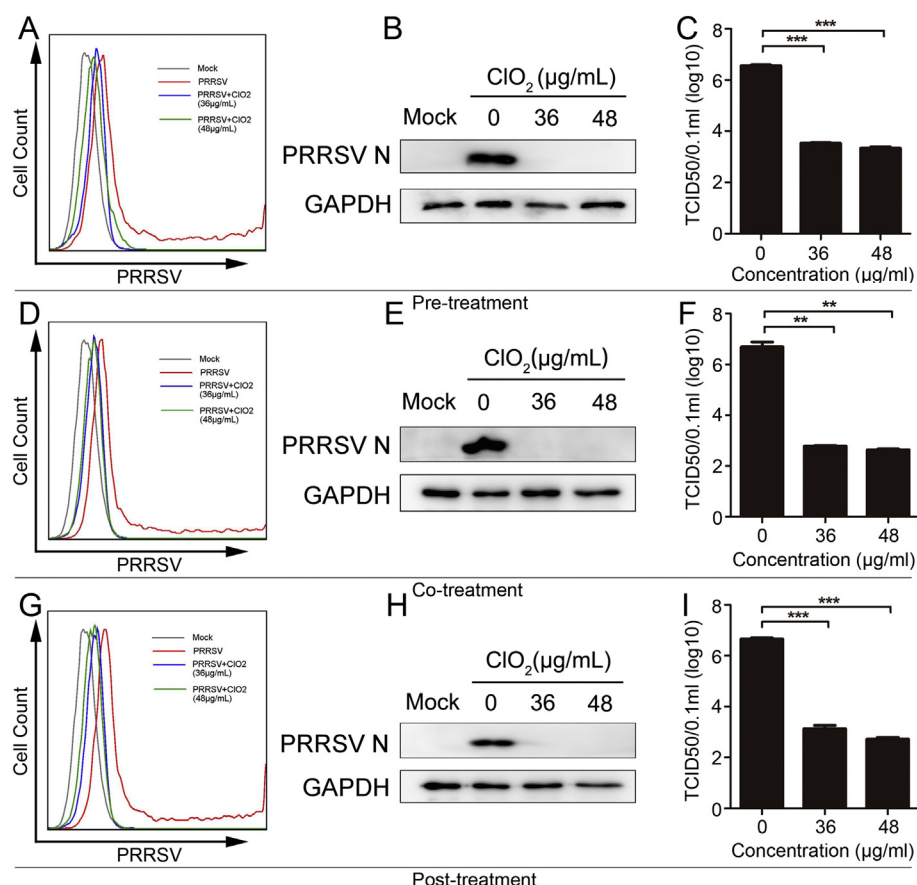 A
Cell Count
PRRSV
Mock
PRRSV
PRRSV+ClO2
(36μg/mL)
PRRSV+ClO2
(48μg/mL)
B
ClO2 (μg/mL)
Mock 0 36 48
PRRSV N
GAPDH
C
***
***
TCID50/0.1ml (log10)
8
6
4
2
0
0 36 48
Concentration (μg/ml)
Pre-treatment
D
Cell Count
PRRSV
Mock
PRRSV
PRRSV+ClO2
(36μg/mL)
PRRSV+ClO2
(48μg/mL)
E
ClO2(μg/mL)
Mock 0 36 48
PRRSV N
GAPDH
F
**
**
TCID50/0.1ml (log10)
8
6
4
2
0
0 36 48
Concentration (μg/ml)
Co-treatment
G
Cell Count
PRRSV
Mock
PRRSV
PRRSV+ClO2
(36μg/mL)
PRRSV+ClO2
(48μg/mL)
H
ClO2(μg/mL)
Mock 0 36 48
PRRSV N
GAPDH
I
***
***
TCID50/0.1ml (log10)
8
6
4
2
0
0 36 48
Concentration (μg/ml)
Post-treatment